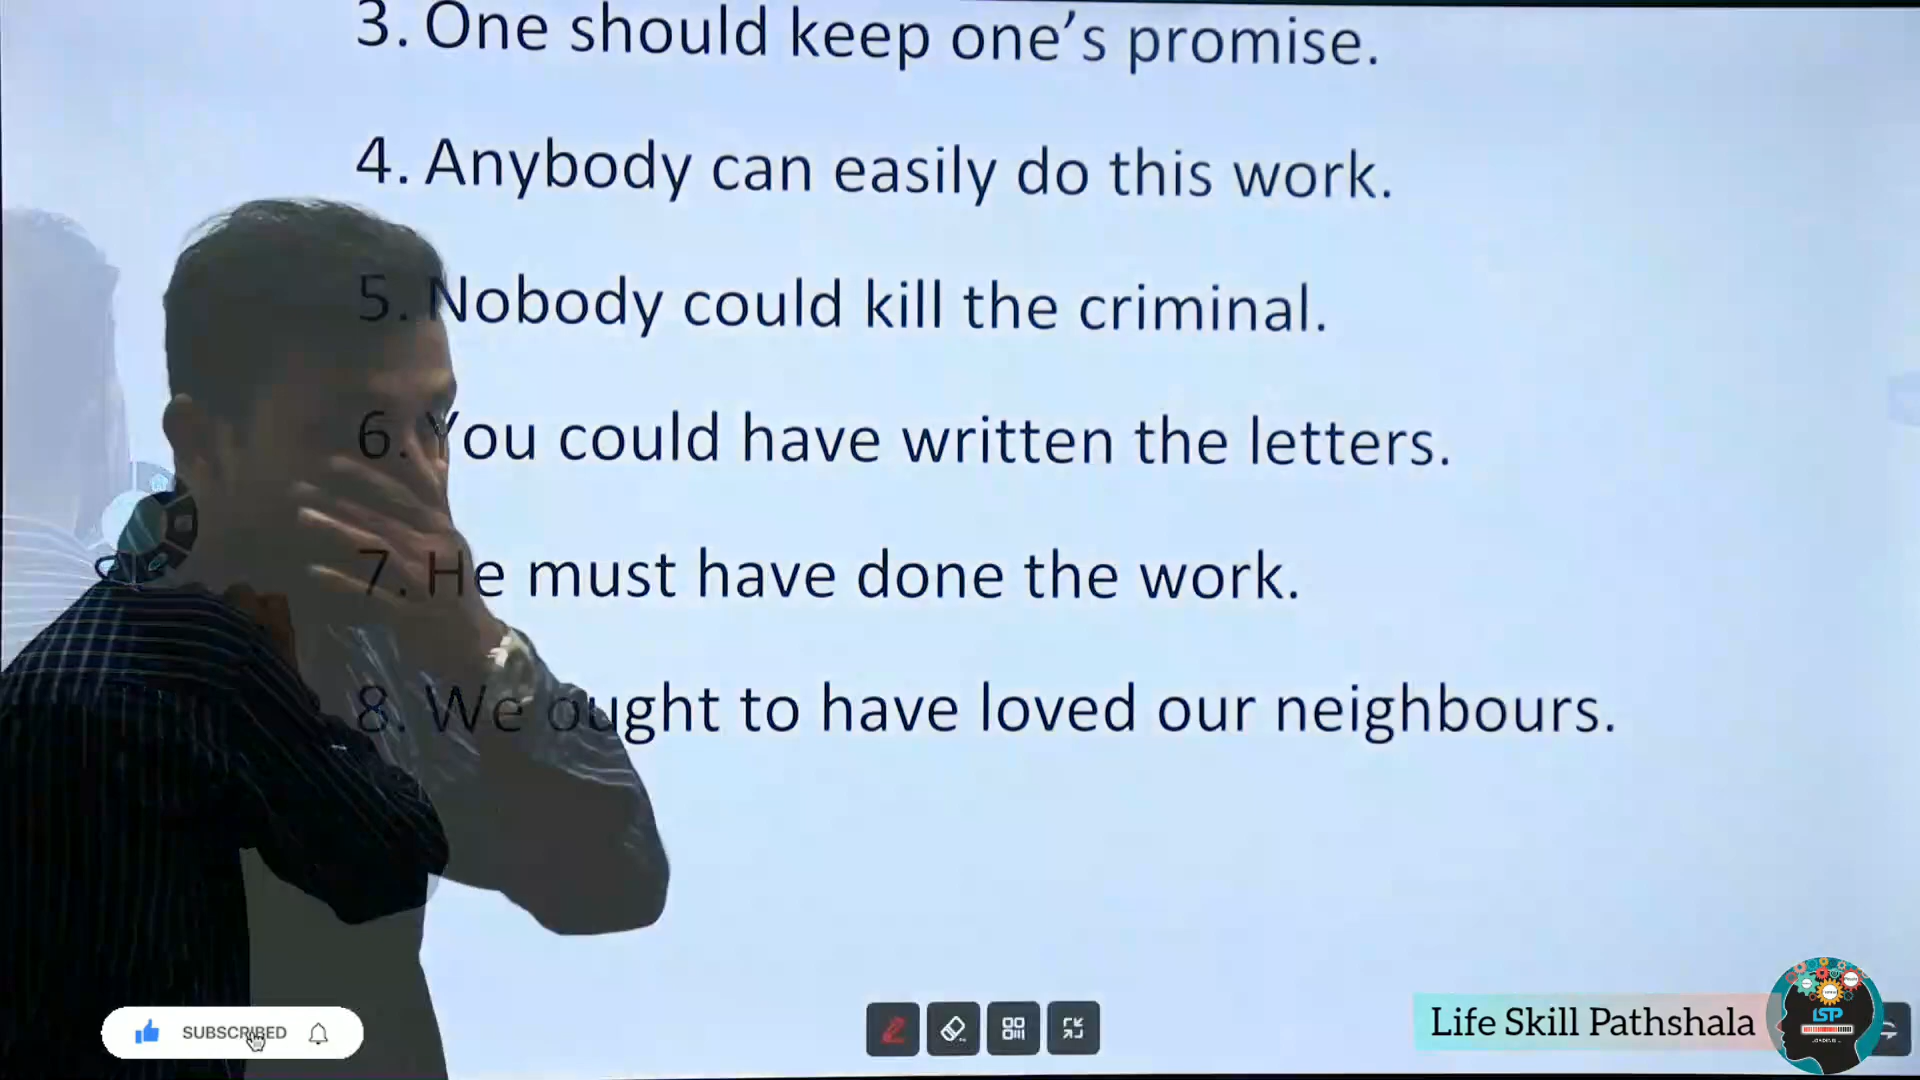 3. One should keep one's promise.
4. Anybody can easily do this work.
5. Nobody could kill the criminal.
6. You could have written the letters.
7. He must have done the work.
8. We ought to have loved our neighbours.
SUBSCRIBED
Life Skill Pathshala
LSP